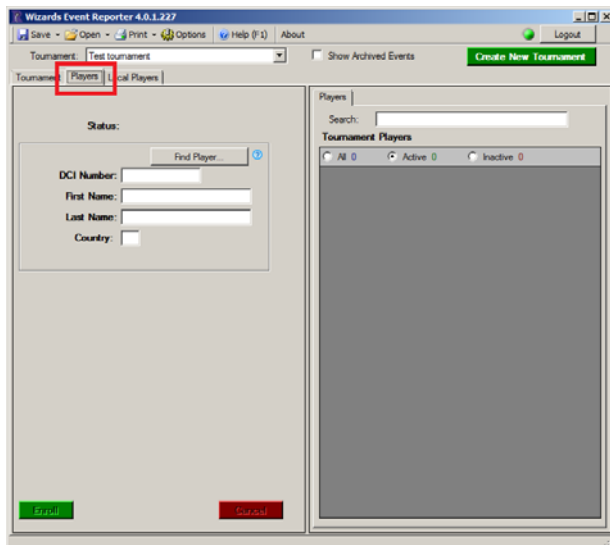 Wizards Event Reporter 4.0.1.227
Save Open Print Options Help (F1) About Logout
Tournament: Test tournament Show Archived Events Create New Tournament
Tournament Players Local Players
Players
Search:
Status:
Tournament Players
Find Player...
All 0 Active 0 Inactive 0
DCI Number:
First Name:
Last Name:
Country:
Enroll Cancel